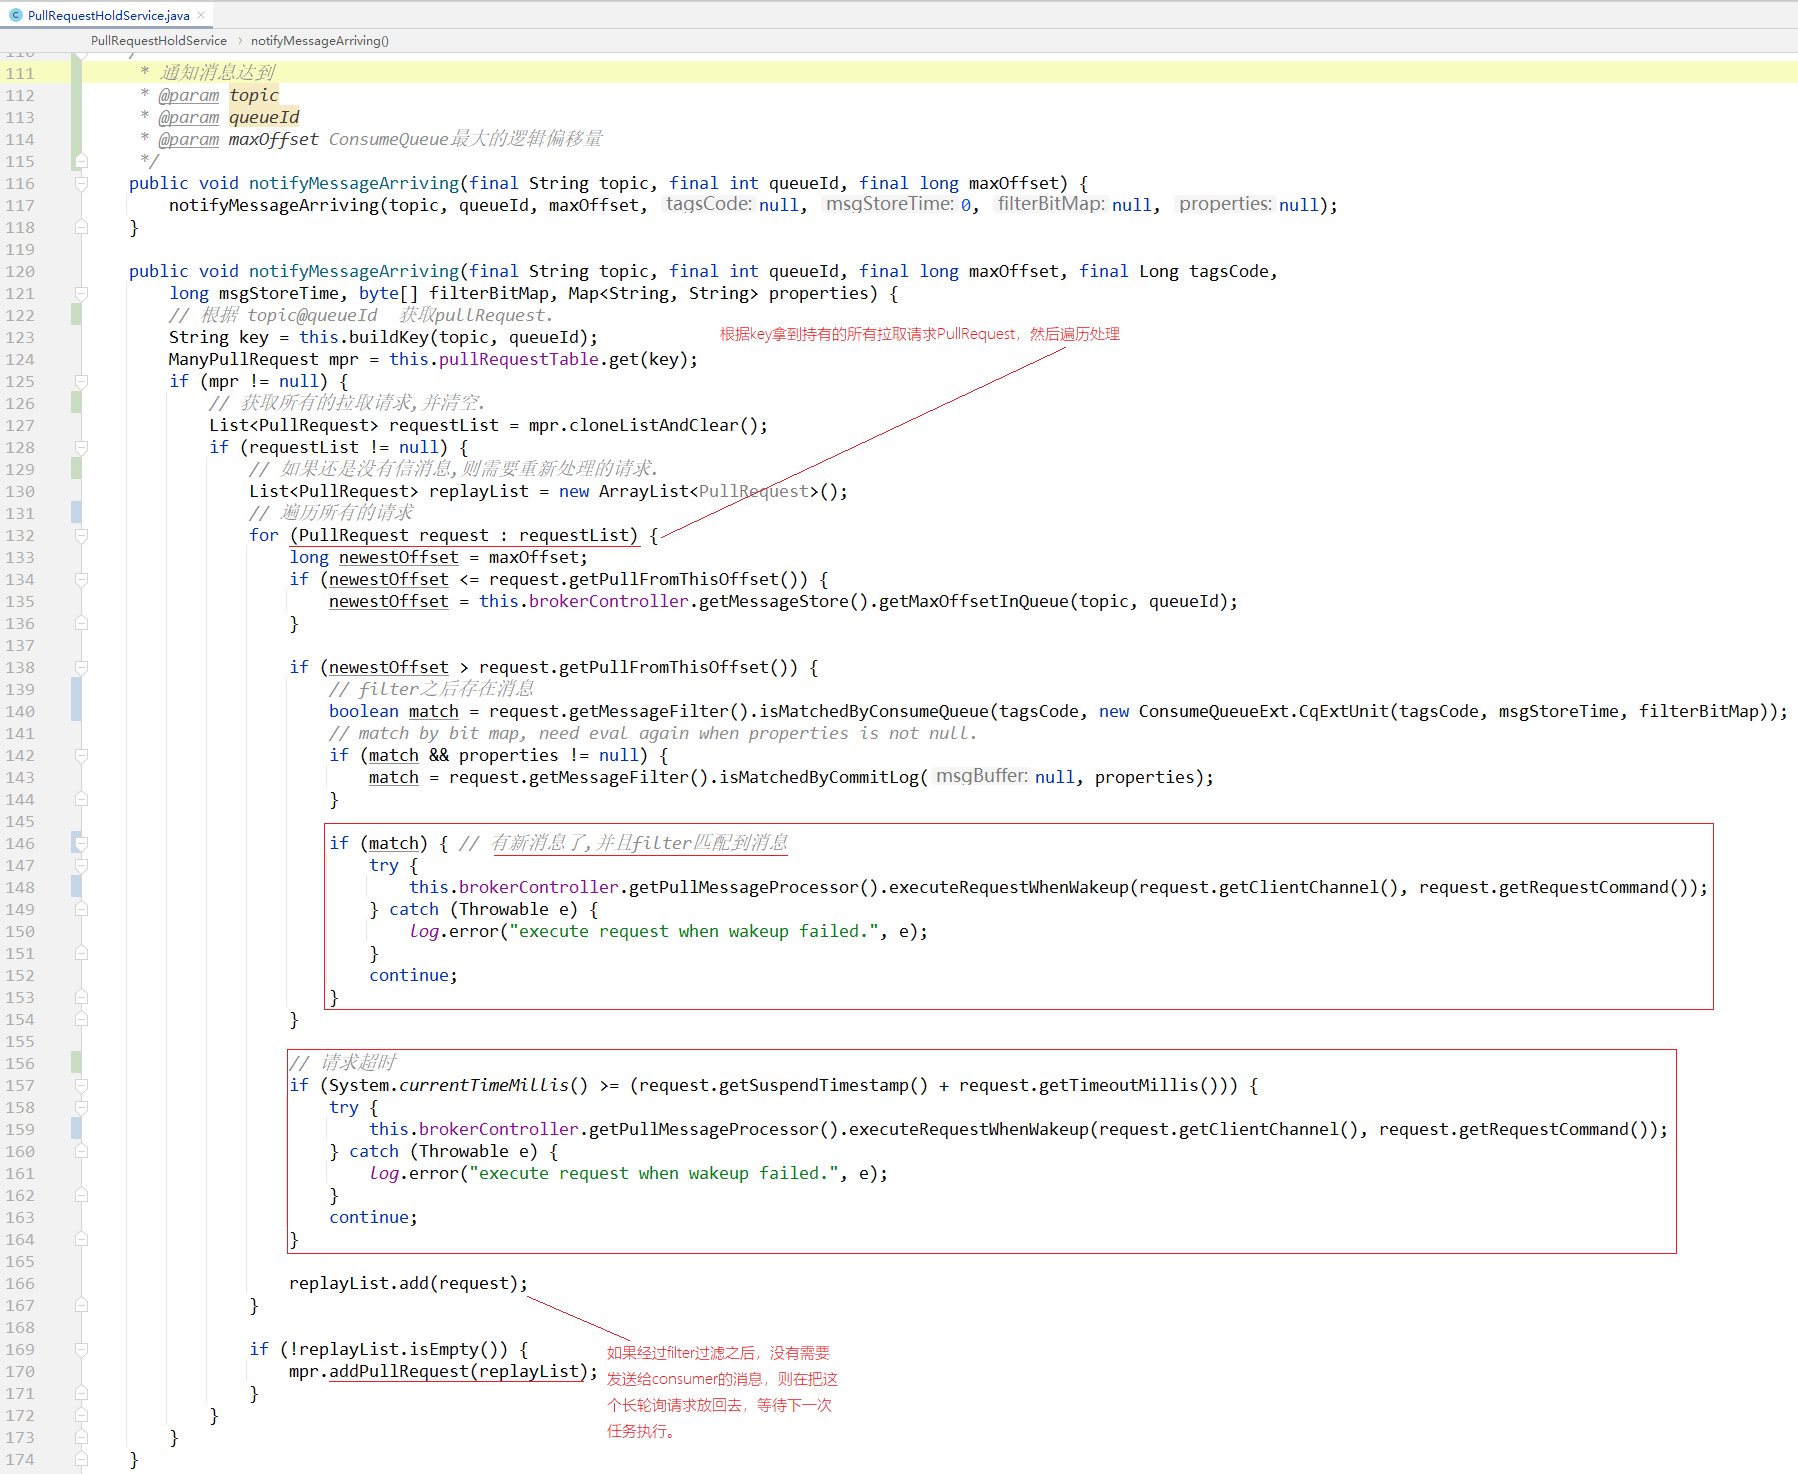 PullRequestHoldService.java
PullRequestHoldService › notifyMessageArriving()
111 * 通知消息达到
112 * @param topic
113 * @param queueId
114 * @param maxOffset ConsumeQueue最大的逻辑偏移量
115 */
116 public void notifyMessageArriving(final String topic, final int queueId, final long maxOffset) {
117 notifyMessageArriving(topic, queueId, maxOffset, tagsCode: null, msgStoreTime: 0, filterBitMap: null, properties: null);
118 }
119
120 public void notifyMessageArriving(final String topic, final int queueId, final long maxOffset, final Long tagsCode,
121 long msgStoreTime, byte[] filterBitMap, Map<String, String> properties) {
122 // 根据 topic@queueId 获取pullRequest.
123 String key = this.buildKey(topic, queueId);
根据key拿到持有的所有拉取请求PullRequest，然后遍历处理
124 ManyPullRequest mpr = this.pullRequestTable.get(key);
125 if (mpr != null) {
126 // 获取所有的拉取请求,并清空.
127 List<PullRequest> requestList = mpr.cloneListAndClear();
128 if (requestList != null) {
129 // 如果还是没有信消息,则需要重新处理的请求.
130 List<PullRequest> replayList = new ArrayList<PullRequest>();
131 // 遍历所有的请求
132 for (PullRequest request : requestList) {
133 long newestOffset = maxOffset;
134 if (newestOffset <= request.getPullFromThisOffset()) {
135 newestOffset = this.brokerController.getMessageStore().getMaxOffsetInQueue(topic, queueId);
136 }
137
138 if (newestOffset > request.getPullFromThisOffset()) {
139 // filter之后存在消息
140 boolean match = request.getMessageFilter().isMatchedByConsumeQueue(tagsCode, new ConsumeQueueExt.CqExtUnit(tagsCode, msgStoreTime, filterBitMap));
141 // match by bit map, need eval again when properties is not null.
142 if (match && properties != null) {
143 match = request.getMessageFilter().isMatchedByCommitLog( msgBuffer: null, properties);
144 }
145
146 if (match) { // 有新消息了,并且filter匹配到消息
147 try {
148 this.brokerController.getPullMessageProcessor().executeRequestWhenWakeup(request.getClientChannel(), request.getRequestCommand());
149 } catch (Throwable e) {
150 log.error("execute request when wakeup failed.", e);
151 }
152 continue;
153 }
154 }
155
156 // 请求超时
157 if (System.currentTimeMillis() >= (request.getSuspendTimestamp() + request.getTimeoutMillis())) {
158 try {
159 this.brokerController.getPullMessageProcessor().executeRequestWhenWakeup(request.getClientChannel(), request.getRequestCommand());
160 } catch (Throwable e) {
161 log.error("execute request when wakeup failed.", e);
162 }
163 continue;
164 }
165
166 replayList.add(request);
167 }
168
169 if (!replayList.isEmpty()) {
170 mpr.addPullRequest(replayList);
171 }
172 }
173 }
174 }
如果经过filter过滤之后，没有需要
发送给consumer的消息，则在把这
个长轮询请求放回去，等待下一次
任务执行。